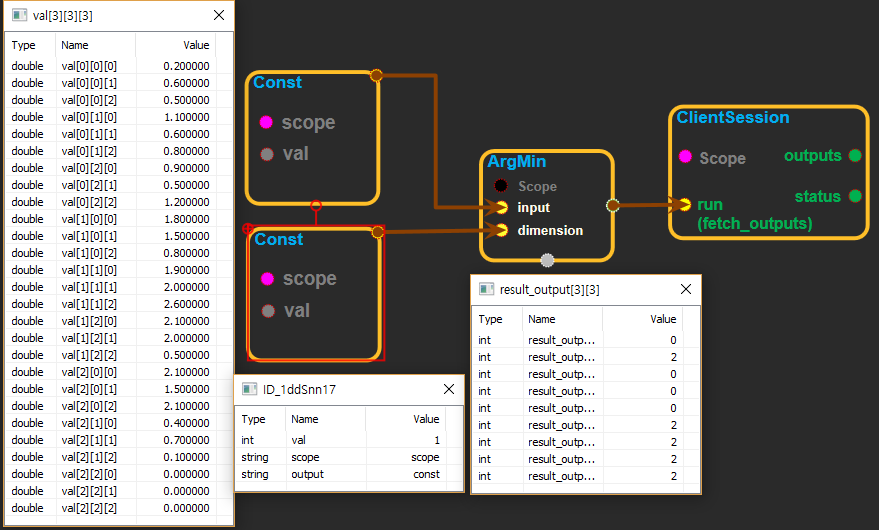 val[3][3][3]
Type Name Value
double val[0][0][0] 0.200000
double val[0][0][1] 0.600000
double val[0][0][2] 0.500000
double val[0][1][0] 1.100000
double val[0][1][1] 0.600000
double val[0][1][2] 0.800000
double val[0][2][0] 0.900000
double val[0][2][1] 0.500000
double val[0][2][2] 1.200000
double val[1][0][0] 1.800000
double val[1][0][1] 1.500000
double val[1][0][2] 0.800000
double val[1][1][0] 1.900000
double val[1][1][1] 2.000000
double val[1][1][2] 2.600000
double val[1][2][0] 2.100000
double val[1][2][1] 2.000000
double val[1][2][2] 0.500000
double val[2][0][0] 2.100000
double val[2][0][1] 1.500000
double val[2][0][2] 2.100000
double val[2][1][0] 0.400000
double val[2][1][1] 0.700000
double val[2][1][2] 0.100000
double val[2][2][0] 0.000000
double val[2][2][1] 0.000000
double val[2][2][2] 0.000000
Const
scope
val
Const
scope
val
ArgMin
Scope
input
dimension
ClientSession
Scope
outputs
status
run
(fetch_outputs)
ID_1ddSnn17
Type Name Value
int val 1
string scope scope
string output const
result_output[3][3]
Type Name Value
int result_outp... 0
int result_outp... 2
int result_outp... 0
int result_outp... 0
int result_outp... 0
int result_outp... 2
int result_outp... 2
int result_outp... 2
int result_outp... 2